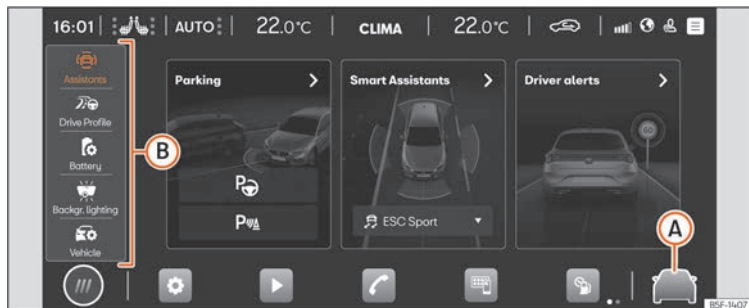 16:01 AUTO 22.0°C CLIMA 22.0°C
Assistants
Drive Profile
Battery
Backgr. lighting
Vehicle
B
Parking
P
P
Smart Assistants
ESC Sport
Driver alerts
60
A
B5F-1407